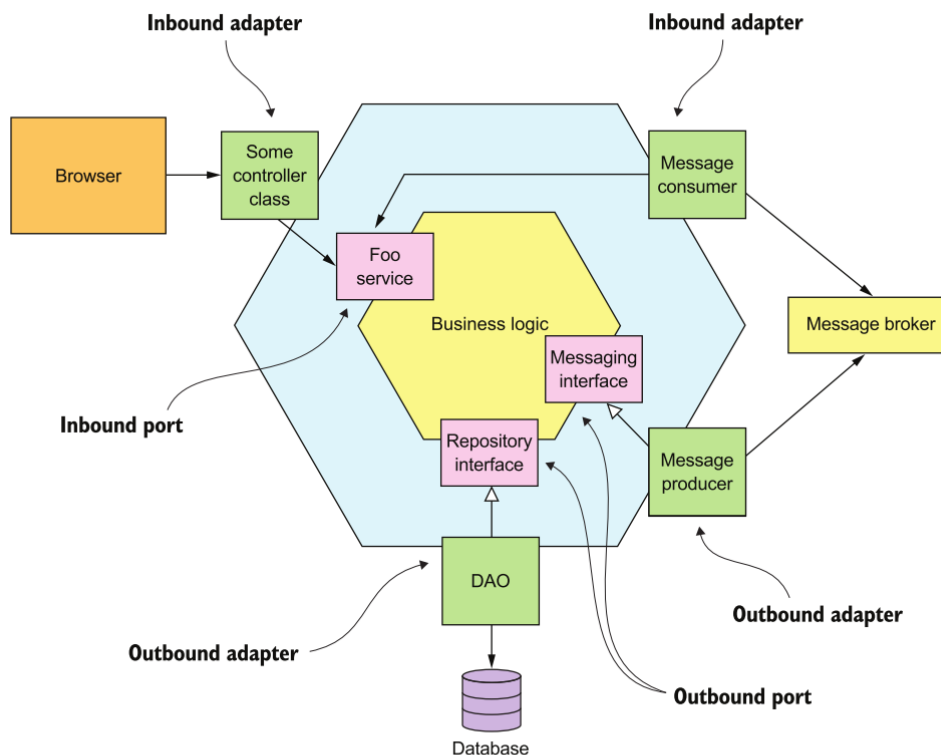 Inbound adapter
Inbound adapter
Browser
Some
controller
class
Message
consumer
Foo
service
Business logic
Message broker
Messaging
interface
Inbound port
Repository
interface
Message
producer
DAO
Outbound adapter
Outbound adapter
Outbound port
Database